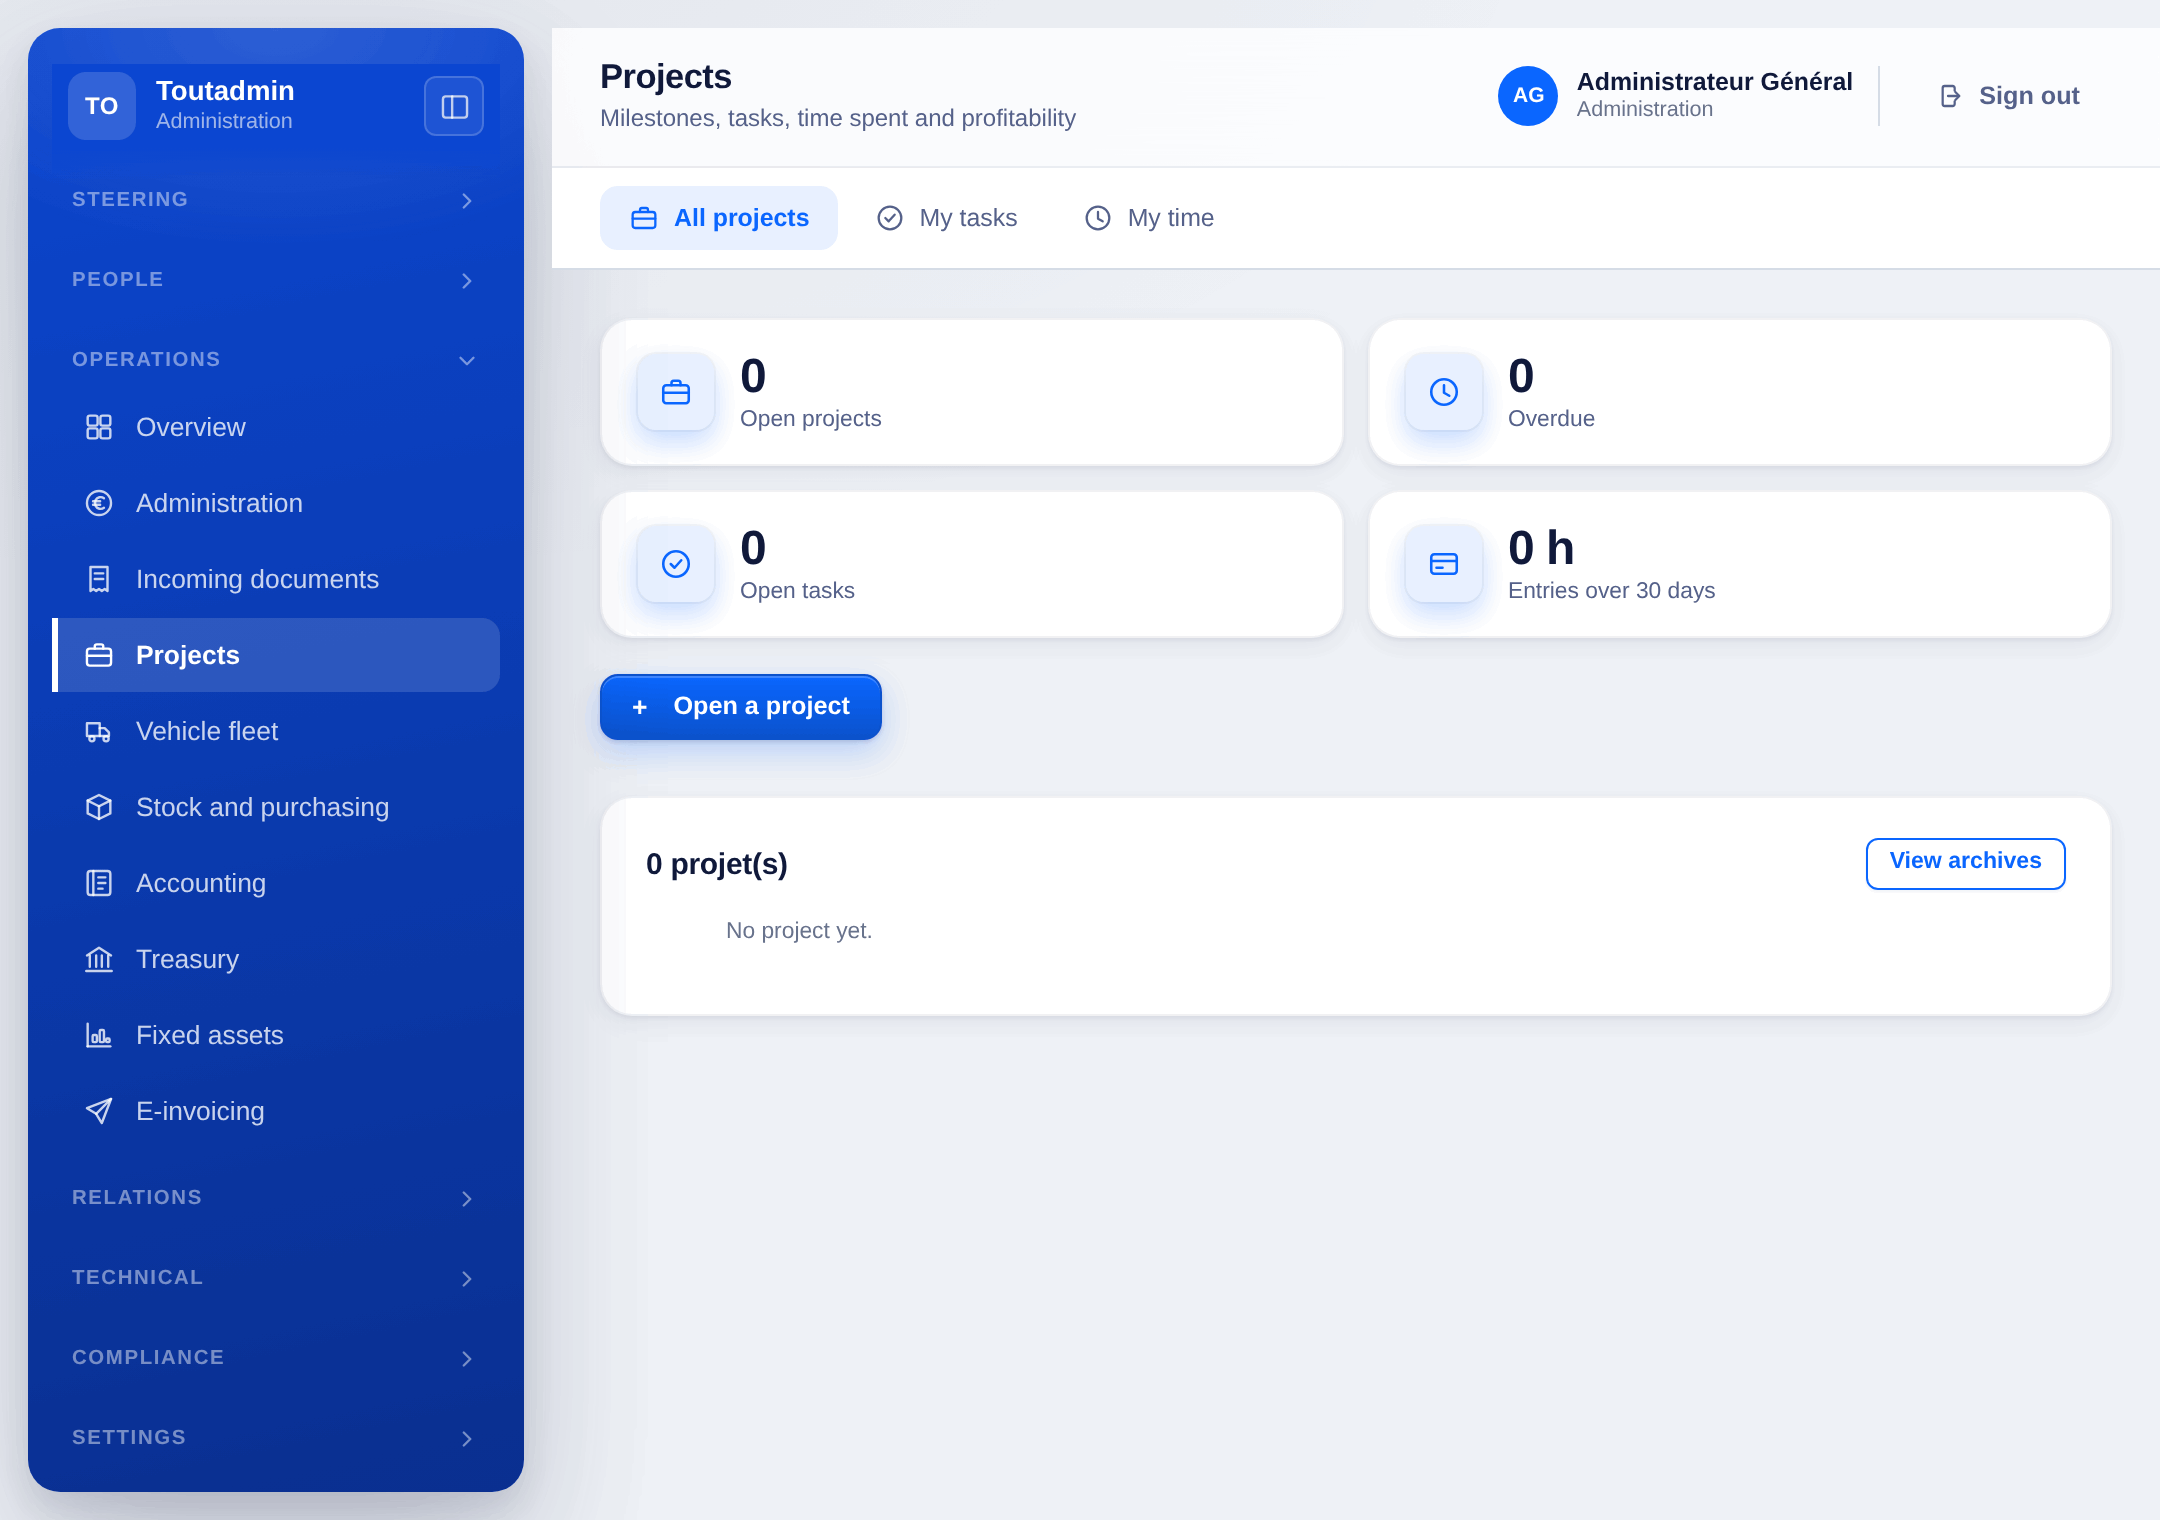 TO
Toutadmin
Administration
STEERING
PEOPLE
OPERATIONS
Overview
Administration
Incoming documents
Projects
Vehicle fleet
Stock and purchasing
Accounting
Treasury
Fixed assets
E-invoicing
RELATIONS
TECHNICAL
COMPLIANCE
SETTINGS
Projects
Milestones, tasks, time spent and profitability
AG
Administrateur Général
Administration
Sign out
All projects
My tasks
My time
0
Open projects
0
Overdue
0
Open tasks
0 h
Entries over 30 days
+ Open a project
0 projet(s)
View archives
No project yet.